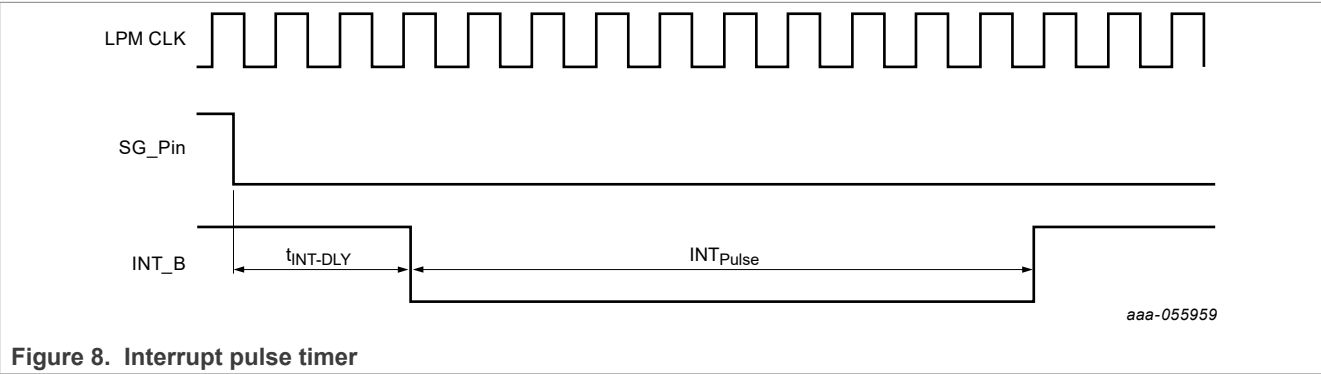 LPM CLK
SG_Pin
INT_B
tINT-DLY
INTPulse
aaa-055959
Figure 8. Interrupt pulse timer